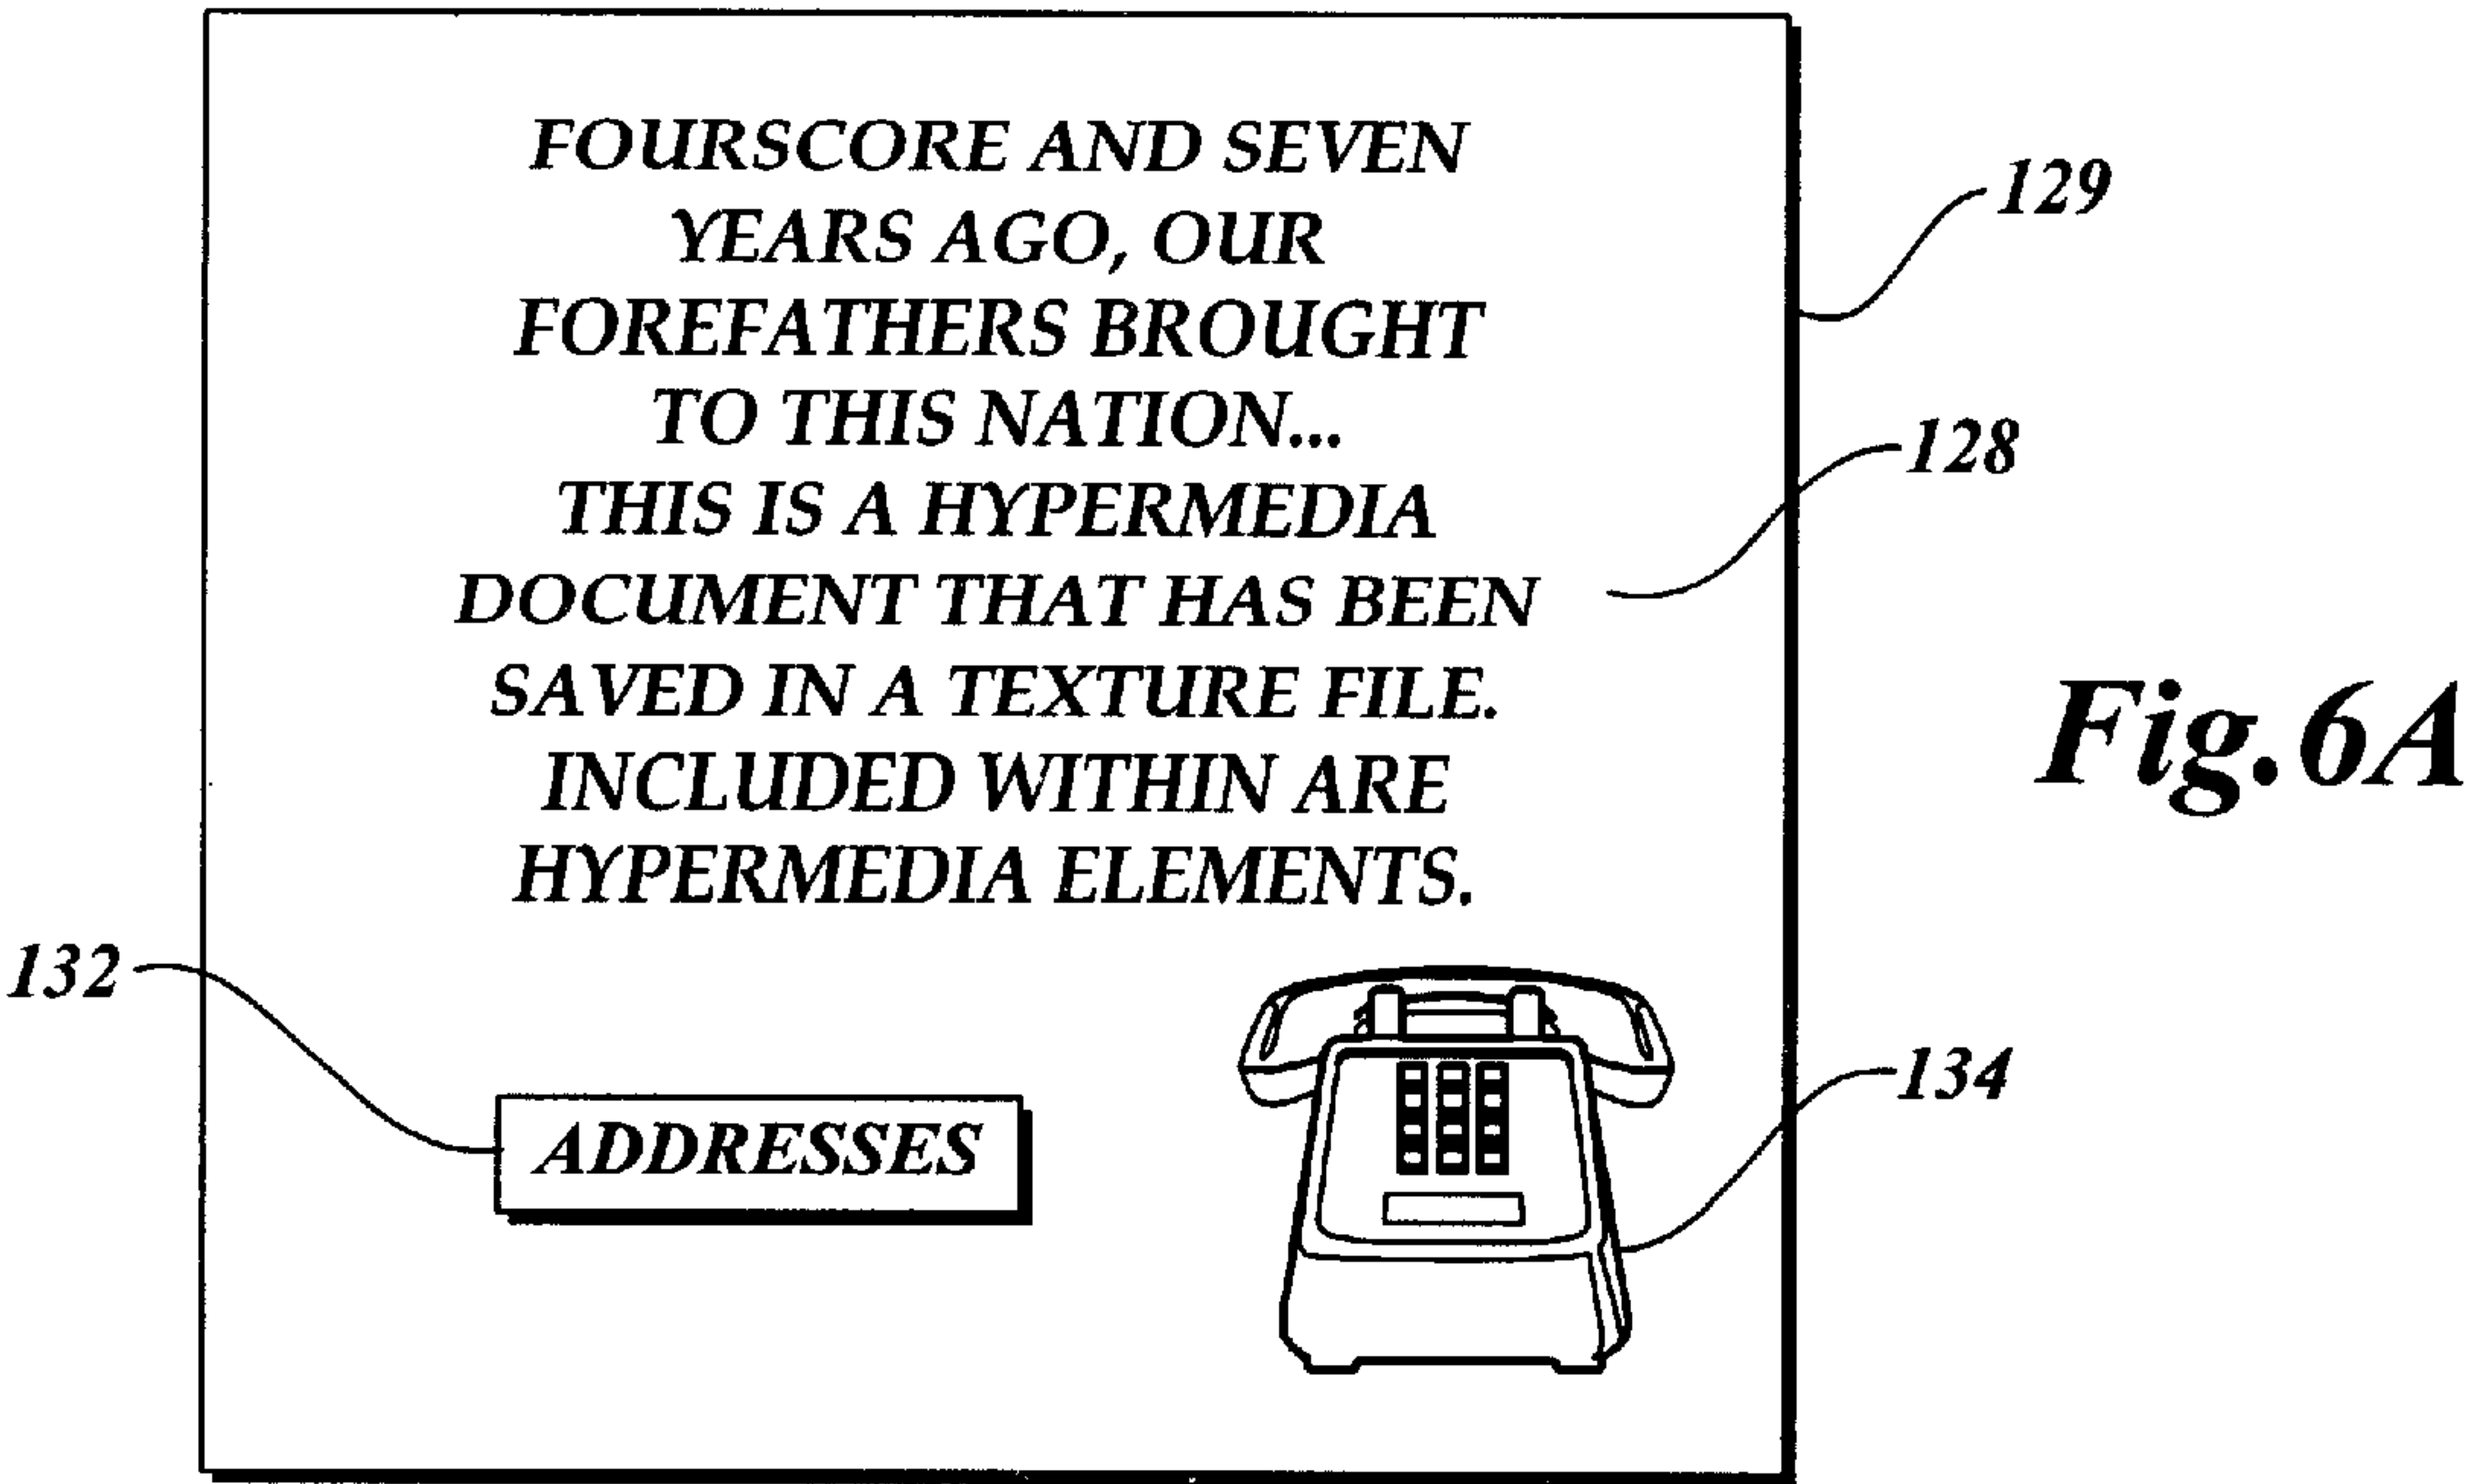 FOURSCORE AND SEVEN
YEARS AGO, OUR
FOREFATHERS BROUGHT
TO THIS NATION...
THIS IS A HYPERMEDIA
DOCUMENT THAT HAS BEEN
SAVED IN A TEXTURE FILE.
INCLUDED WITHIN ARE
HYPERMEDIA ELEMENTS.
ADDRESSES
129
128
132
134
Fig.6A